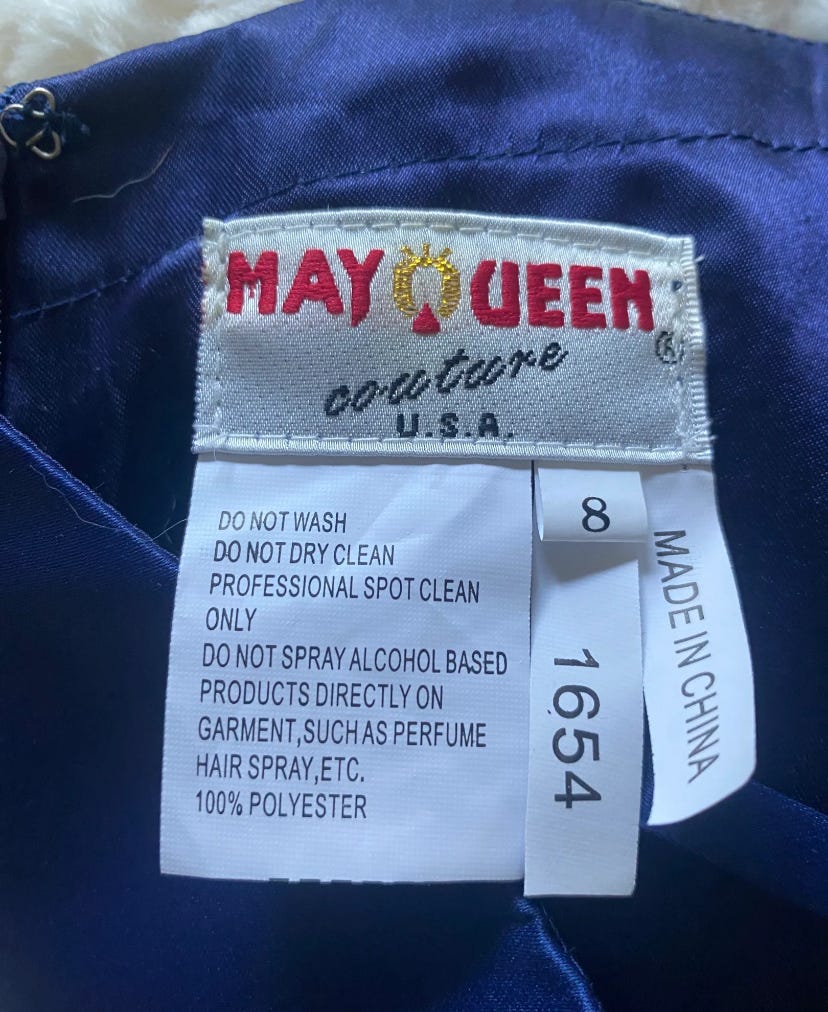 MAY QUEEN
couture ®
U.S.A.
DO NOT WASH
DO NOT DRY CLEAN
PROFESSIONAL SPOT CLEAN
ONLY
DO NOT SPRAY ALCOHOL BASED
PRODUCTS DIRECTLY ON
GARMENT,SUCH AS PERFUME
HAIR SPRAY,ETC.
100% POLYESTER
8
1654
MADE IN CHINA